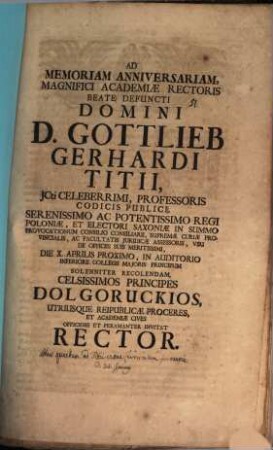 AD
MEMORIAM ANNIVERSARIAM,
MAGNIFICI ACADEMIÆ RECTORIS
BEATE DEFUNCTI
DOMINI
D. GOTTLIEB
GERHARDI
TITII,
JCti CELEBERRIMI, PROFESSORIS
CODICIS PUBLICI,
SERENISSIMO AC POTENTISSIMO REGI
POLONIÆ, ET ELECTORI SAXONIÆ IN SUMMO
PROVOCATIONUM CONSILIO CONSILIARII, SUPREMÆ CURIÆ PRO-
VINCIALIS, AC FACULTATIS JURIDICÆ ASSESSORIS, VIRI
DE OFFICIIS SUIS MERITISSIMI,
DIE X. APRILIS PROXIMO, IN AUDITORIO
INFERIORE COLLEGII MAJORIS PRINCIPUM
SOLENNITER RECOLENDAM,
CELSISSIMOS PRINCIPES
DOLGORUCKIOS,
UTRIUSQUE REIPUBLICÆ PROCERES,
ET ACADEMIÆ CIVES
OFFICIOSE ET PERAMANTER INVITAT
RECTOR.